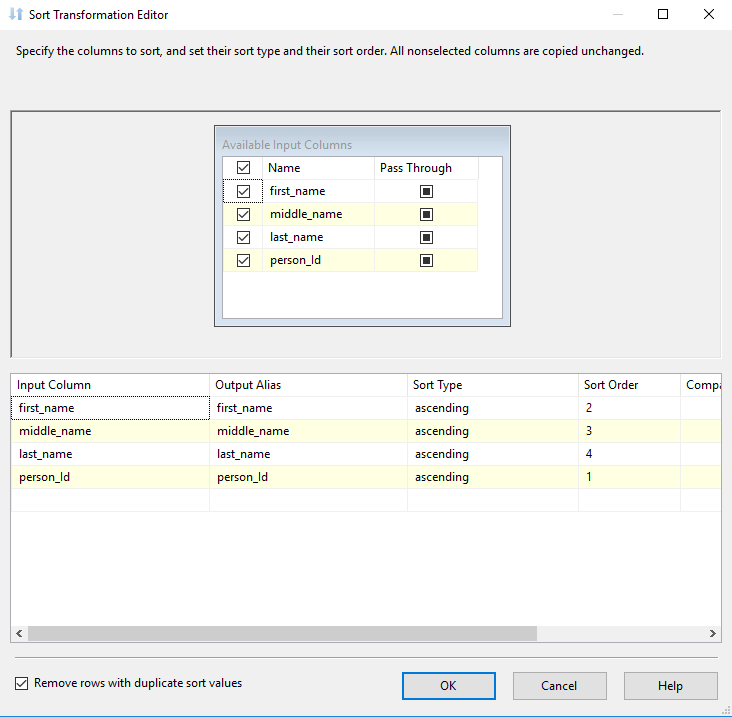 Sort Transformation Editor
Specify the columns to sort, and set their sort type and their sort order. All nonselected columns are copied unchanged.
Available Input Columns
Name Pass Through
first_name
middle_name
last_name
person_Id
Input Column Output Alias Sort Type Sort Order Compa
first_name first_name ascending 2
middle_name middle_name ascending 3
last_name last_name ascending 4
person_Id person_Id ascending 1
Remove rows with duplicate sort values
OK Cancel Help